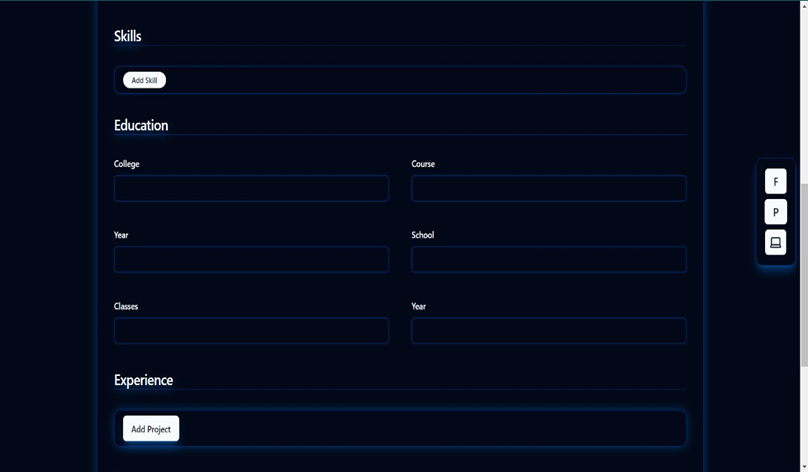 Skills
Add Skill
Education
College
Course
Year
School
Classes
Year
Experience
Add Project
F
P